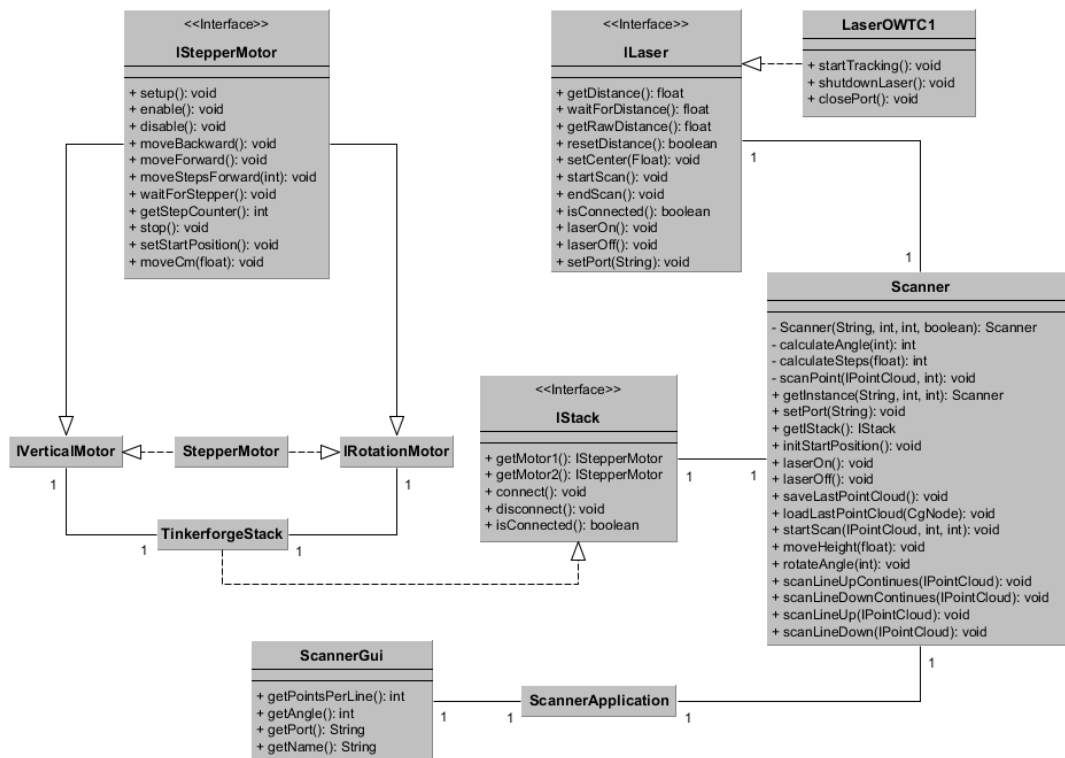 <<Interface>>
IStepperMotor
+ setup(): void
+ enable(): void
+ disable(): void
+ moveBackward(): void
+ moveForward(): void
+ moveStepsForward(int): void
+ waitForStepper(): void
+ getStepCounter(): int
+ stop(): void
+ setStartPosition(): void
+ moveCm(float): void
<<Interface>>
ILaser
+ getDistance(): float
+ waitForDistance(): float
+ getRawDistance(): float
+ resetDistance(): boolean
+ setCenter(Float): void
+ startScan(): void
+ endScan(): void
+ isConnected(): boolean
+ laserOn(): void
+ laserOff(): void
+ setPort(String): void
LaserOWTC1
+ startTracking(): void
+ shutdownLaser(): void
+ closePort(): void
1
1
Scanner
- Scanner(String, int, int, boolean): Scanner
- calculateAngle(int): int
- calculateSteps(float): int
- scanPoint(IPointCloud, int): void
+ getInstance(String, int, int): Scanner
+ setPort(String): void
+ getIStack(): IStack
+ initStartPosition(): void
+ laserOn(): void
+ laserOff(): void
+ saveLastPointCloud(): void
+ loadLastPointCloud(CgNode): void
+ startScan(IPointCloud, int, int): void
+ moveHeight(float): void
+ rotateAngle(int): void
+ scanLineUpContinues(IPointCloud): void
+ scanLineDownContinues(IPointCloud): void
+ scanLineUp(IPointCloud): void
+ scanLineDown(IPointCloud): void
<<Interface>>
IStack
+ getMotor1(): IStepperMotor
+ getMotor2(): IStepperMotor
+ connect(): void
+ disconnect(): void
+ isConnected(): boolean
1
1
IVerticalMotor
StepperMotor
IRotationMotor
1
1
TinkerforgeStack
1
1
ScannerGui
+ getPointsPerLine(): int
+ getAngle(): int
+ getPort(): String
+ getName(): String
1
1
ScannerApplication
1
1